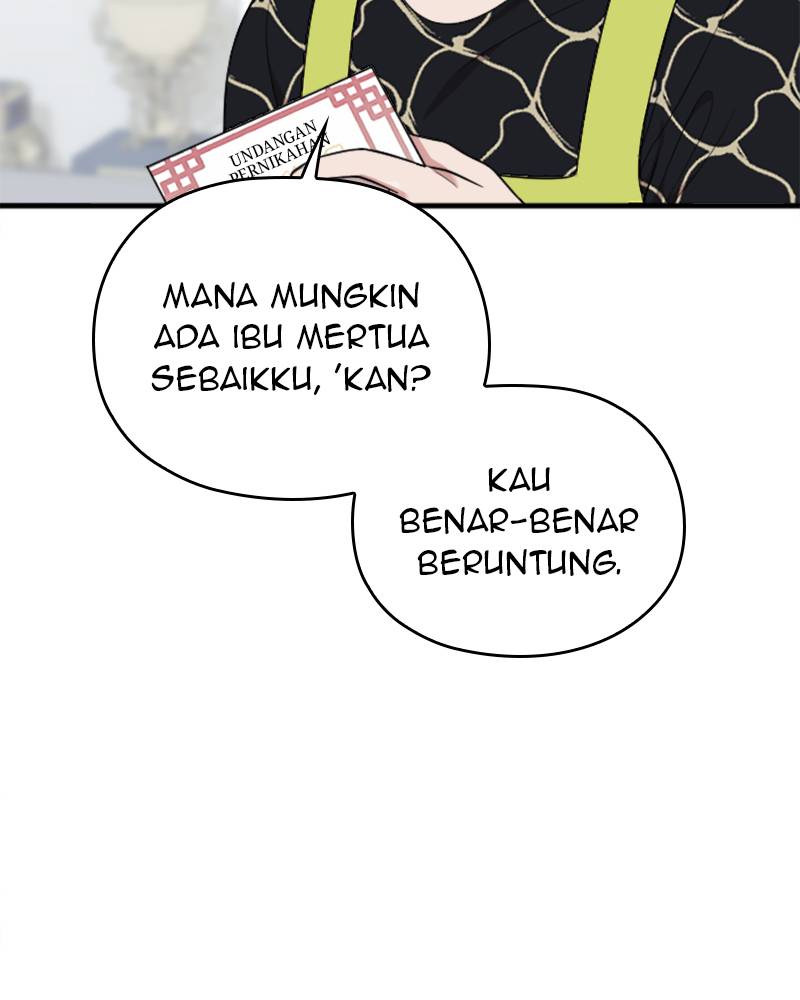 UNDANGAN
PERNIKAHAN
MANA MUNGKIN
ADA IBU MERTUA
SEBAIKKU, 'KAN?
KAU
BENAR-BENAR
BERUNTUNG.